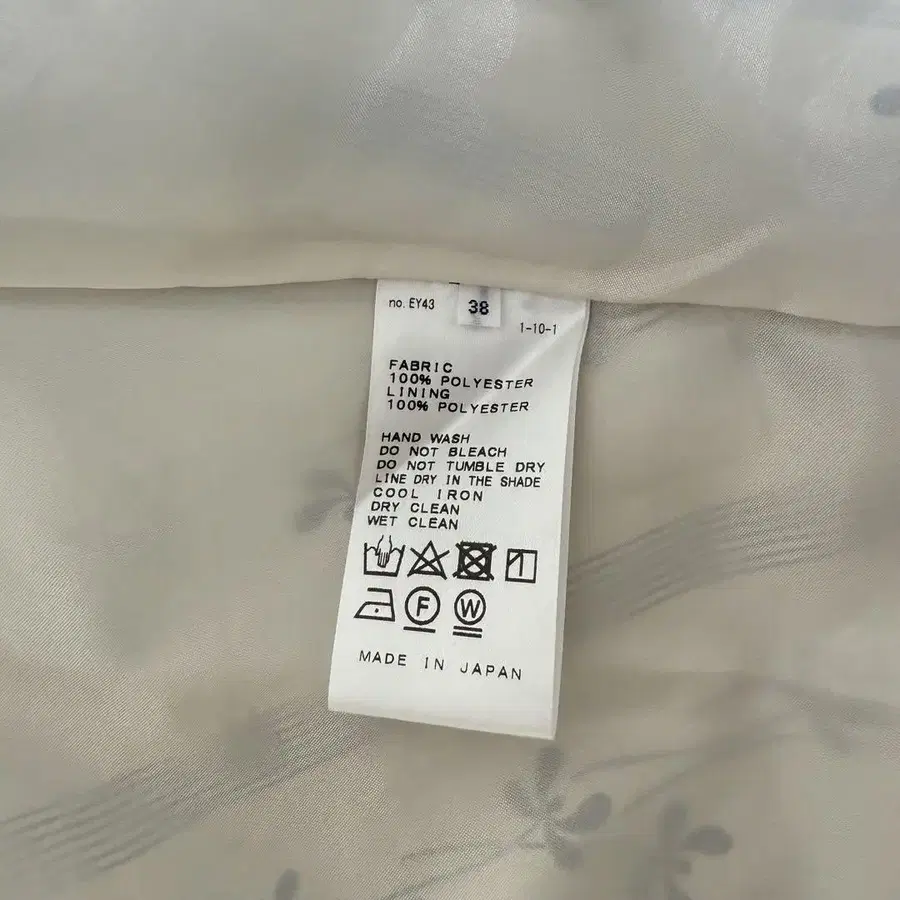 no. EY43 38
1-10-1
FABRIC
100% POLYESTER
LINING
100% POLYESTER
HAND WASH
DO NOT BLEACH
DO NOT TUMBLE DRY
LINE DRY IN THE SHADE
COOL IRON
DRY CLEAN
WET CLEAN
F W
MADE IN JAPAN